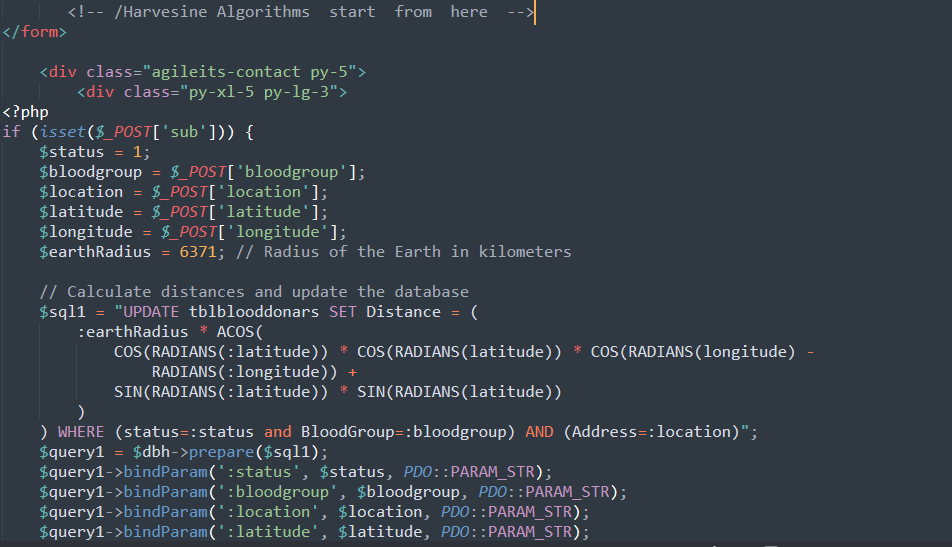 <!-- /Harvesine Algorithms  start  from  here  -->
</form>
<div class="agileits-contact py-5">
<div class="py-xl-5 py-lg-3">
<?php
if (isset($_POST['sub'])) {
$status = 1;
$bloodgroup = $_POST['bloodgroup'];
$location = $_POST['location'];
$latitude = $_POST['latitude'];
$longitude = $_POST['longitude'];
$earthRadius = 6371; // Radius of the Earth in kilometers
// Calculate distances and update the database
$sql1 = "UPDATE tblblooddonars SET Distance = (
:earthRadius * ACOS(
COS(RADIANS(:latitude)) * COS(RADIANS(latitude)) * COS(RADIANS(longitude) -
RADIANS(:longitude)) +
SIN(RADIANS(:latitude)) * SIN(RADIANS(latitude))
)
) WHERE (status=:status and BloodGroup=:bloodgroup) AND (Address=:location)";
$query1 = $dbh->prepare($sql1);
$query1->bindParam(':status', $status, PDO::PARAM_STR);
$query1->bindParam(':bloodgroup', $bloodgroup, PDO::PARAM_STR);
$query1->bindParam(':location', $location, PDO::PARAM_STR);
$query1->bindParam(':latitude', $latitude, PDO::PARAM_STR);